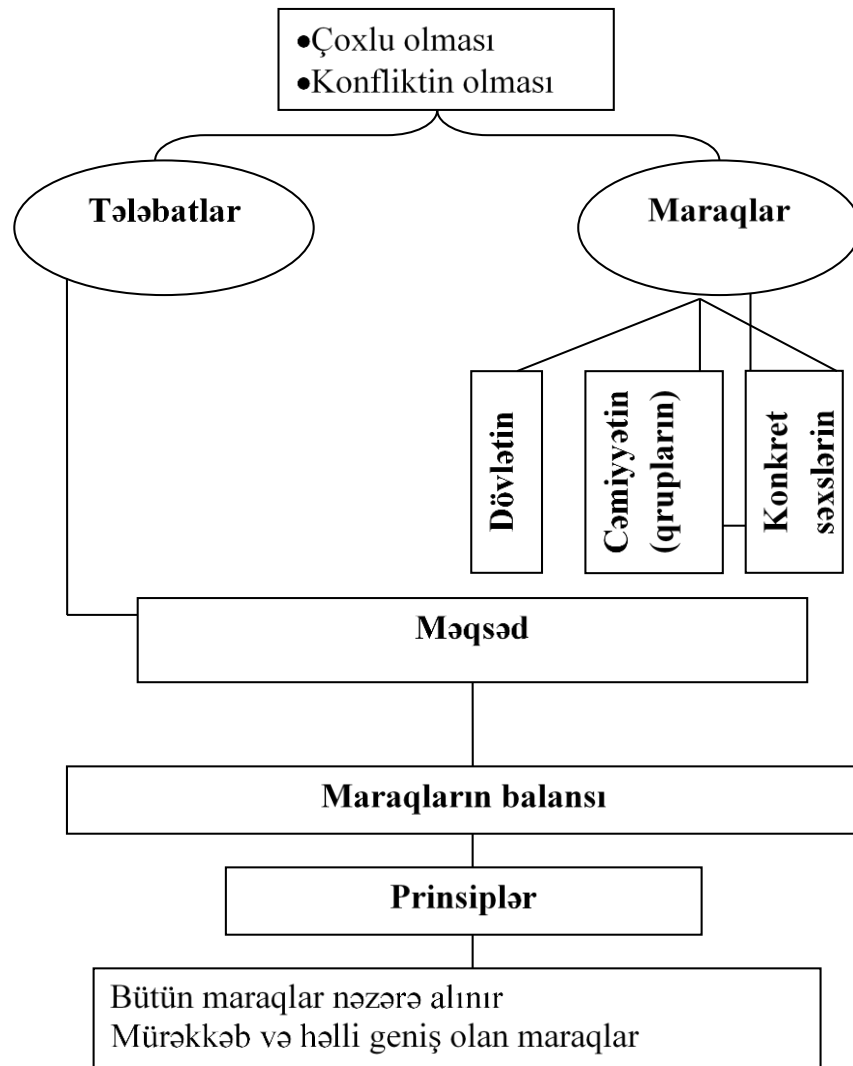 •Çoxlu olması
•Konfliktin olması
Tələbatlar
Maraqlar
Dövlətin
Cəmiyyətin
(qrupların)
Konkret
səxslərin
Məqsəd
Maraqların balansı
Prinsiplər
Bütün maraqlar nəzərə alınır
Mürəkkəb və həlli geniş olan maraqlar